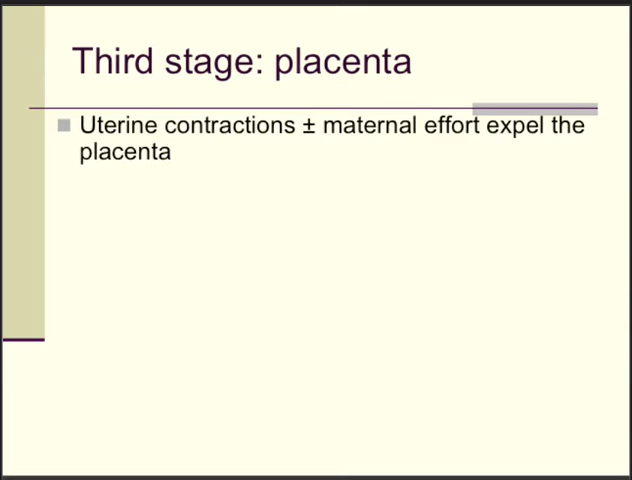 Third stage: placenta
Uterine contractions ± maternal effort expel the
placenta